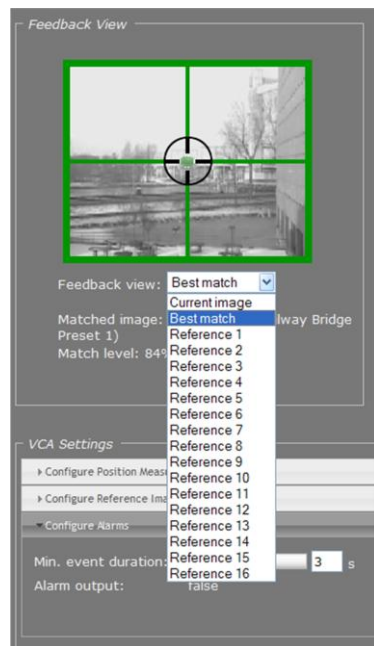 Feedback View
Feedback view: Best match
Current image
Best match
Matched image: lway Bridge
Reference 1
Preset 1)
Reference 2
Match level: 84%
Reference 3
Reference 4
Reference 5
Reference 6
Reference 7
VCA Settings
Reference 8
Configure Position Meas
Reference 9
Reference 10
Configure Reference Ima
Reference 11
Reference 12
Configure Alarms
Reference 13
Reference 14
Min. event duration: 3 s
Reference 15
Alarm output: false
Reference 16